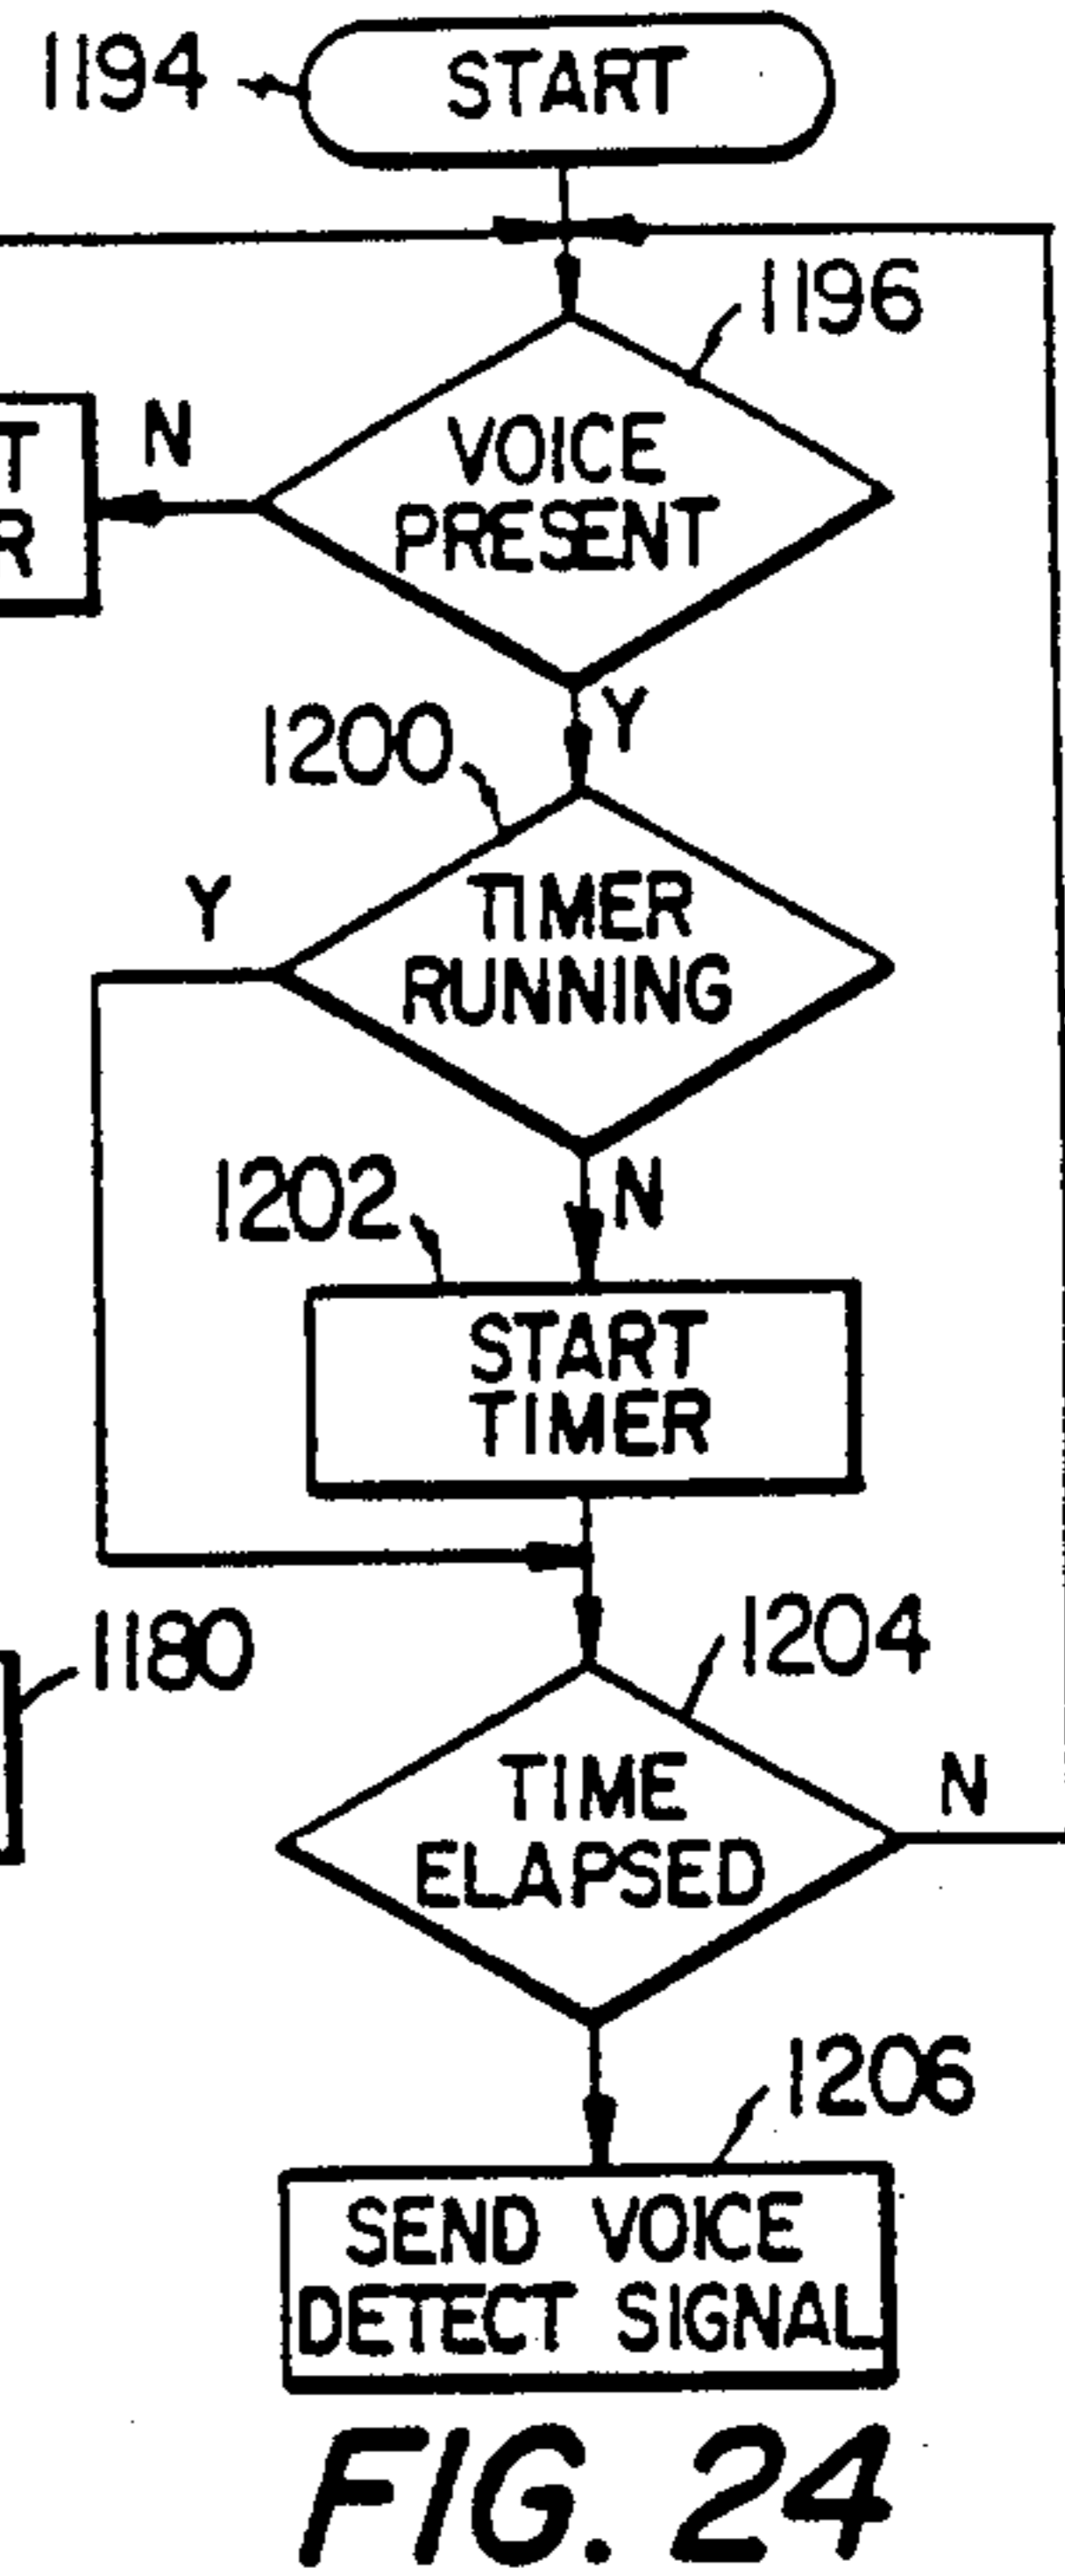 1194
START
1196
N
VOICE
PRESENT
T
R
Y
1200
Y
TIMER
RUNNING
N
1202
START
TIMER
1180
1204
TIME
ELAPSED
N
1206
SEND VOICE
DETECT SIGNAL
FIG. 24